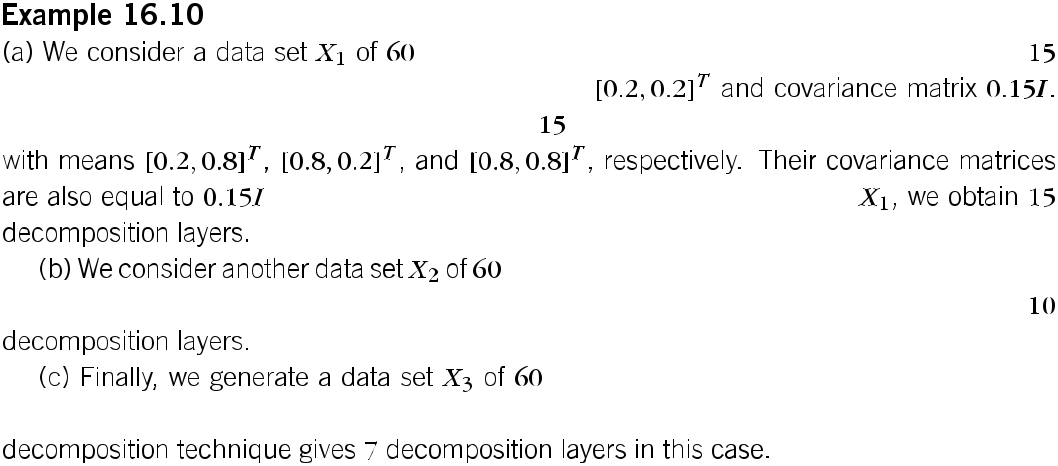 Example 16.10
(a) We consider a data set X₁ of 60 15
[0.2, 0.2]ᵀ and covariance matrix 0.15I.
15
with means [0.2, 0.8]ᵀ, [0.8, 0.2]ᵀ, and [0.8, 0.8]ᵀ, respectively. Their covariance matrices
are also equal to 0.15I X₁, we obtain 15
decomposition layers.
(b) We consider another data set X₂ of 60
10
decomposition layers.
(c) Finally, we generate a data set X₃ of 60
decomposition technique gives 7 decomposition layers in this case.